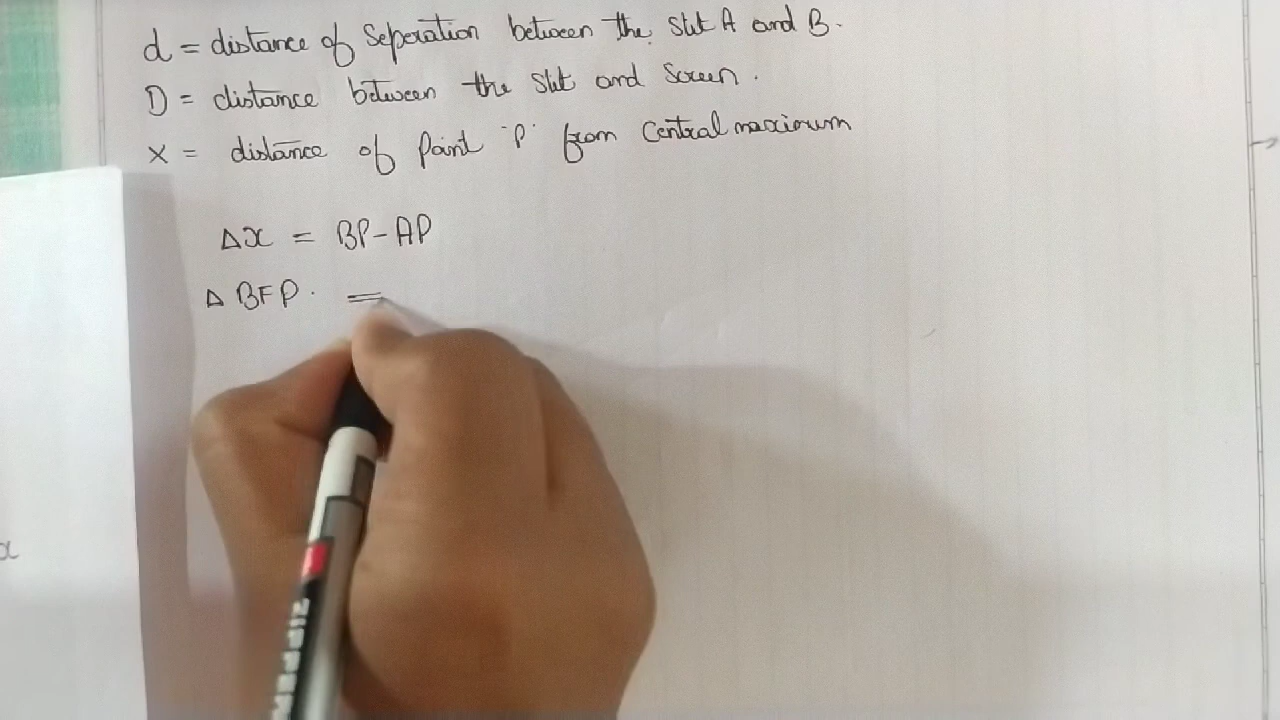 d = distance of Seperation between the slit A and B.
D = distance between the slit and Screen.
X = distance of Point 'P' from Central maximum
Δx = BP-AP
Δ BFP. =
x
ZIPPER